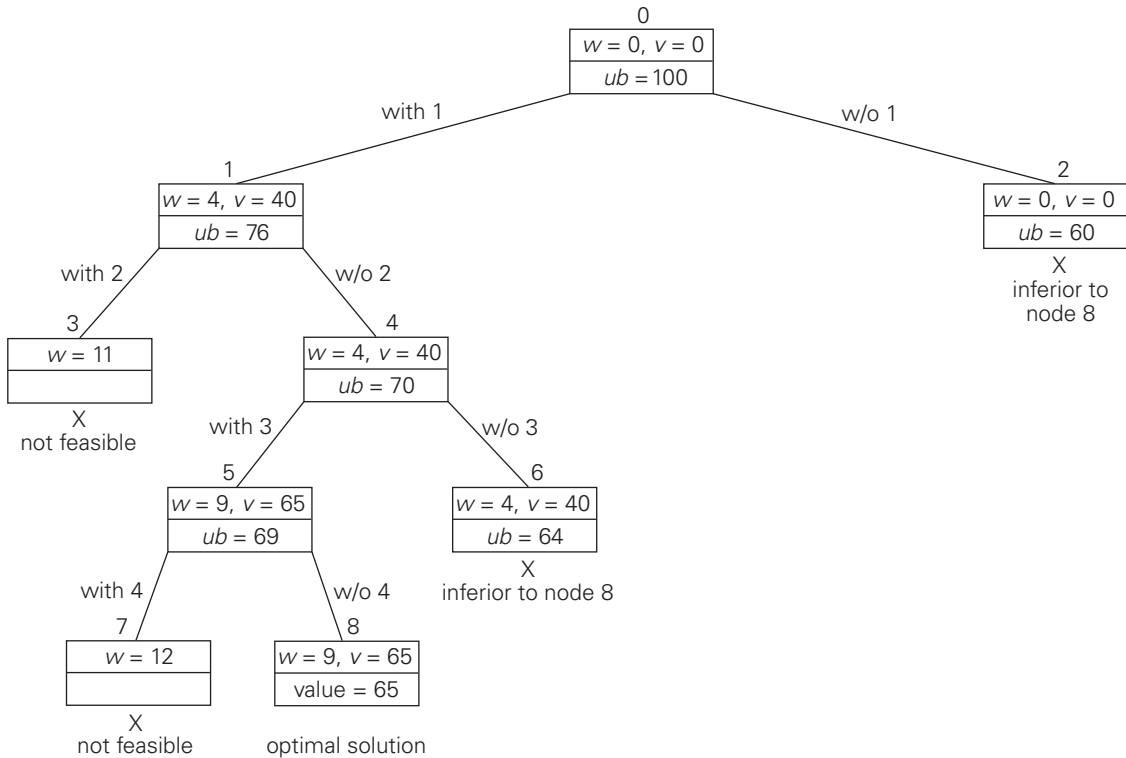 0
w = 0, v = 0
ub = 100
with 1
w/o 1
1
w = 4, v = 40
ub = 76
2
w = 0, v = 0
ub = 60
X
inferior to
node 8
with 2
w/o 2
3
w = 11
X
not feasible
4
w = 4, v = 40
ub = 70
with 3
w/o 3
5
w = 9, v = 65
ub = 69
6
w = 4, v = 40
ub = 64
X
inferior to node 8
with 4
w/o 4
7
w = 12
X
not feasible
8
w = 9, v = 65
value = 65
optimal solution